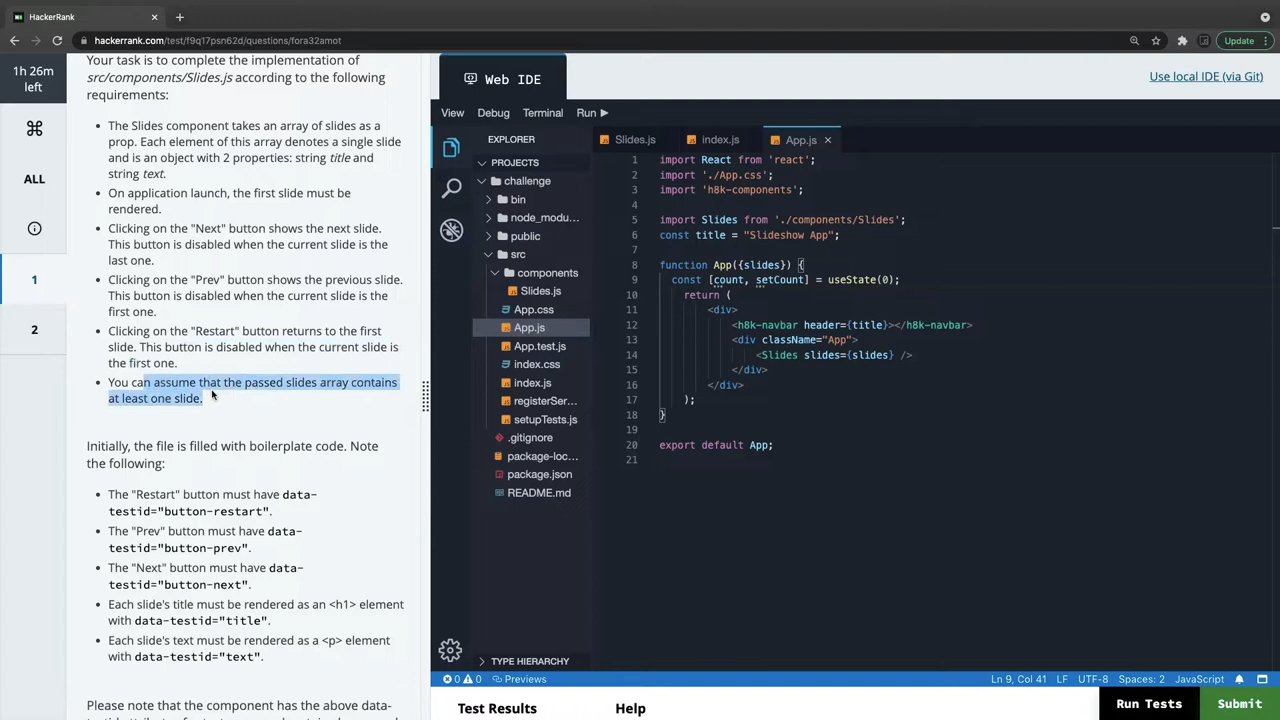 HackerRank
hackerrank.com/test/f9q17psn62d/questions/fora32amot
Update
1h 26m
left
ALL
1
2
Your task is to complete the implementation of
src/components/Slides.js according to the following
requirements:
• The Slides component takes an array of slides as a
prop. Each element of this array denotes a single slide
and is an object with 2 properties: string title and
string text.
• On application launch, the first slide must be
rendered.
• Clicking on the "Next" button shows the next slide.
This button is disabled when the current slide is the
last one.
• Clicking on the "Prev" button shows the previous slide.
This button is disabled when the current slide is the
first one.
• Clicking on the "Restart" button returns to the first
slide. This button is disabled when the current slide is
the first one.
• You can assume that the passed slides array contains
at least one slide.
Initially, the file is filled with boilerplate code. Note
the following:
• The "Restart" button must have data-
testid="button-restart".
• The "Prev" button must have data-
testid="button-prev".
• The "Next" button must have data-
testid="button-next".
• Each slide's title must be rendered as an <h1> element
with data-testid="title".
• Each slide's text must be rendered as a <p> element
with data-testid="text".
Please note that the component has the above data-
Web IDE
Use local IDE (via Git)
View Debug Terminal Run
EXPLORER
PROJECTS
challenge
bin
node_modu...
public
src
components
Slides.js
App.css
App.js
App.test.js
index.css
index.js
registerSer...
setupTests.js
.gitignore
package-loc...
package.json
README.md
TYPE HIERARCHY
Slides.js index.js App.js
1 import React from 'react';
2 import './App.css';
3 import 'h8k-components';
4
5 import Slides from './components/Slides';
6 const title = "Slideshow App";
7
8 function App({slides}) {
9 const [count, setCount] = useState(0);
10 return (
11 <div>
12 <h8k-navbar header={title}></h8k-navbar>
13 <div className="App">
14 <Slides slides={slides} />
15 </div>
16 </div>
17 );
18 }
19
20 export default App;
21
0 0 Previews
Ln 9, Col 41 LF UTF-8 Spaces: 2 JavaScript
Test Results Help
Run Tests Submit